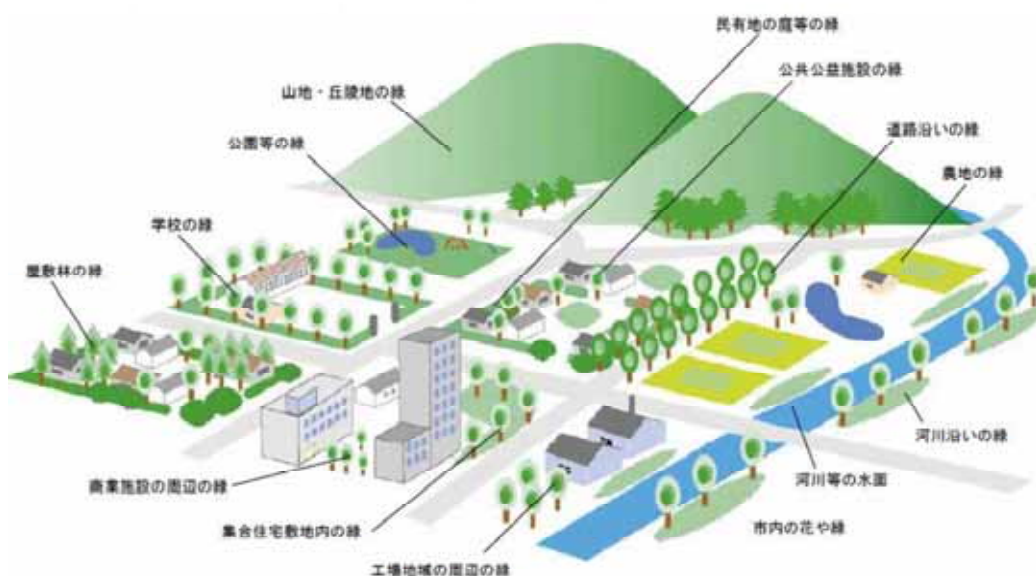 民有地の庭等の緑
公共公益施設の緑
山地・丘陵地の緑
道路沿いの緑
公園等の緑
農地の緑
学校の緑
屋敷林の緑
河川沿いの緑
商業施設の周辺の緑
河川等の水面
集合住宅敷地内の緑
市内の花や緑
工場地域の周辺の緑